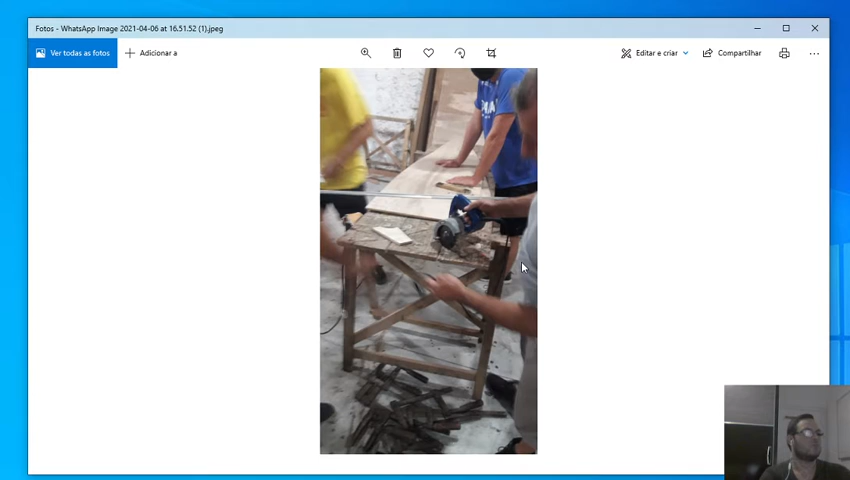 Fotos - WhatsApp Image 2021-04-06 at 16.51.52 (1).jpeg
Ver todas as fotos
Adicionar a
Editar e criar
Compartilhar